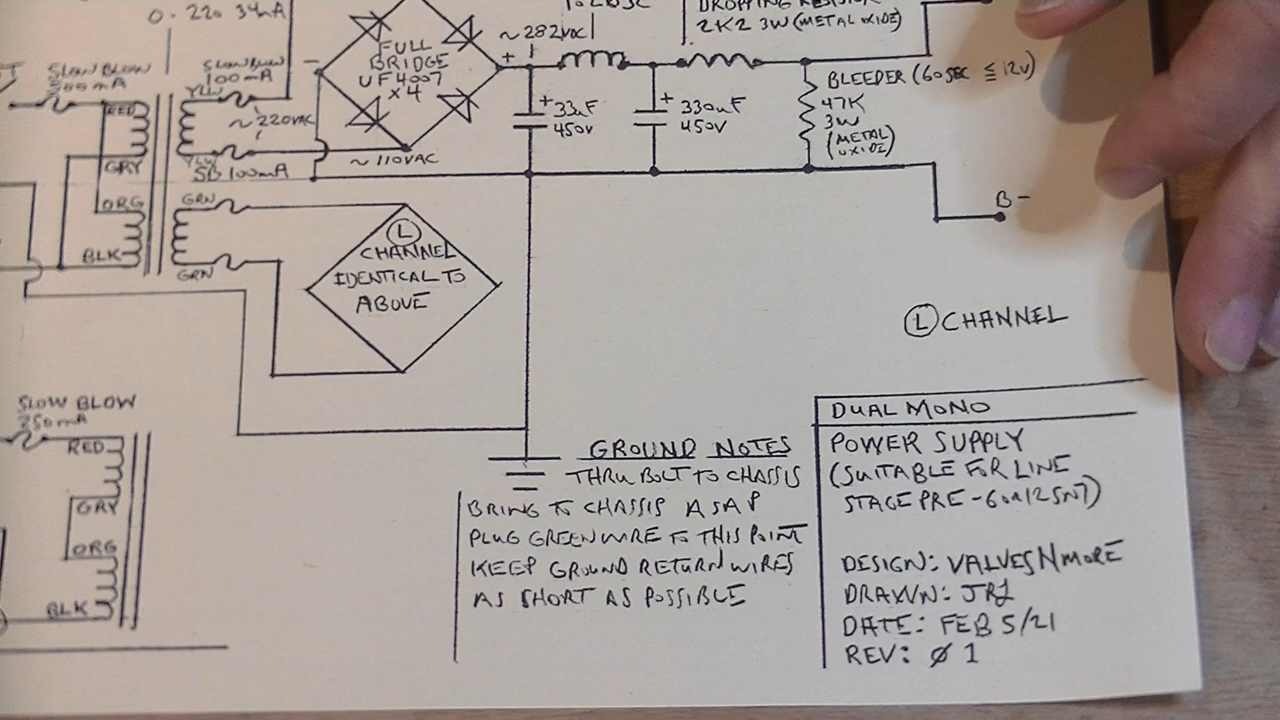 0-220 34mA
SLOW BLOW
500mA
RED
GRY
ORG
BLK
YLL
SLOW BLOW
100mA
~220VAC
YLL
SB 100mA
~110VAC
FULL
BRIDGE
UF4007
x4
-
~282VDC
+
+
33uF
450V
+
330uF
450V
DROPPING RESISTOR
2K2 3W (METAL OXIDE)
BLEEDER (60SEC ≤ 12V)
47K
3W
(METAL
OXIDE)
B-
GRN
GRN
L
CHANNEL
IDENTICAL TO
ABOVE
L CHANNEL
SLOW BLOW
250mA
RED
GRY
ORG
BLK
GROUND NOTES
THRU BOLT TO CHASSIS
BRING TO CHASSIS ASAP
PLUG GREEN WIRE TO THIS POINT
KEEP GROUND RETURN WIRES
AS SHORT AS POSSIBLE
DUAL MONO
POWER SUPPLY
(SUITABLE FOR LINE
STAGE PRE-6 OR 12SN7)
DESIGN: VALVESNMORE
DRAWN: JRL
DATE: FEB 5/21
REV: Ø1